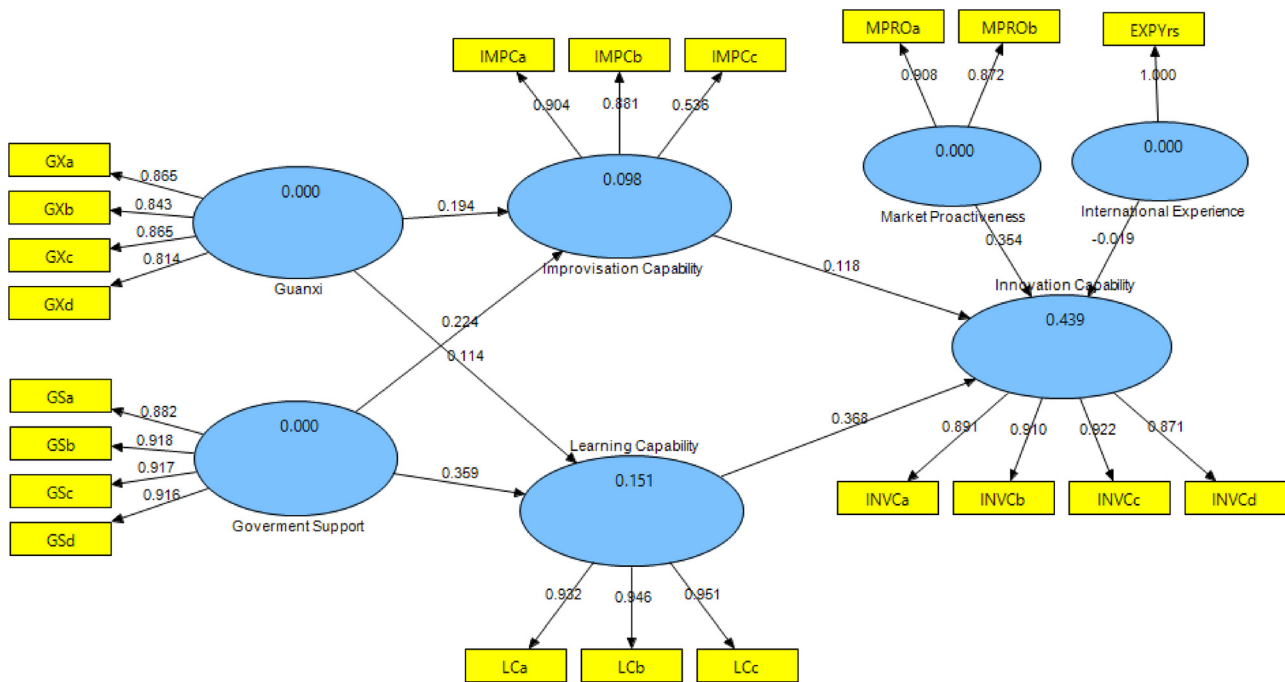 MPROa
MPROb
EXPYrs
IMPCa
IMPCb
IMPCc
0.908
0.872
1.000
0.904
0.881
0.536
GXa
GXb
GXc
GXd
0.865
0.843
0.865
0.814
0.000
Guanxi
0.194
0.098
Improvisation Capability
0.000
Market Proactiveness
0.000
International Experience
0.354
-0.019
0.118
0.224
0.114
Innovation Capability
0.439
GSa
GSb
GSc
GSd
0.882
0.918
0.917
0.916
0.000
Goverment Support
0.359
Learning Capability
0.151
0.368
0.891
0.910
0.922
0.871
INVCa
INVCb
INVCc
INVCd
0.932
0.946
0.951
LCa
LCb
LCc